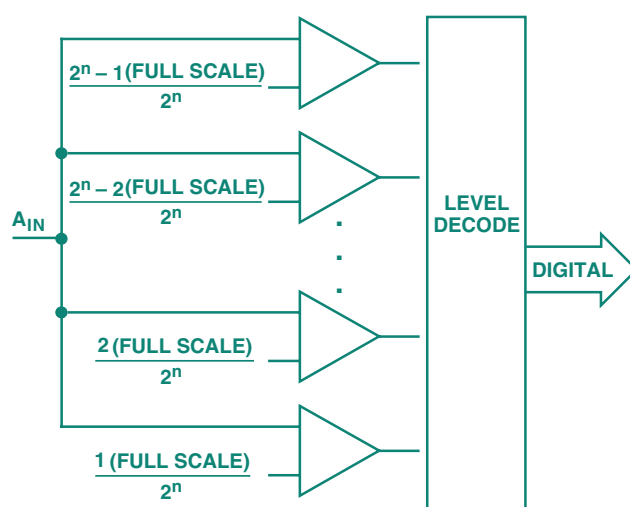 2ⁿ – 1 (FULL SCALE)
2ⁿ
2ⁿ – 2 (FULL SCALE)
2ⁿ
A_IN
LEVEL
DECODE
DIGITAL
2 (FULL SCALE)
2ⁿ
1 (FULL SCALE)
2ⁿ